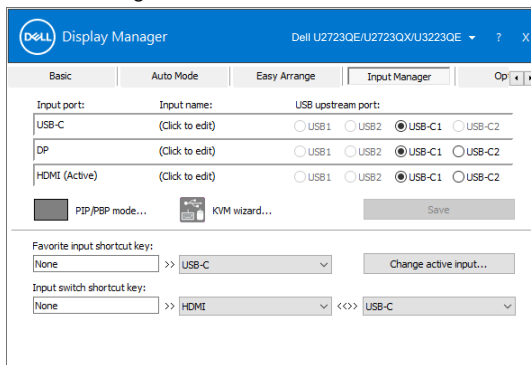 DELL Display Manager Dell U2723QE/U2723QX/U3223QE ? X
Basic Auto Mode Easy Arrange Input Manager Op
Input port: Input name: USB upstream port:
USB-C (Click to edit) USB1 USB2 USB-C1 USB-C2
DP (Click to edit) USB1 USB2 USB-C1 USB-C2
HDMI (Active) (Click to edit) USB1 USB2 USB-C1 USB-C2
PIP/PBP mode... KVM wizard... Save
Favorite input shortcut key:
None >> USB-C Change active input...
Input switch shortcut key:
None >> HDMI <<>> USB-C